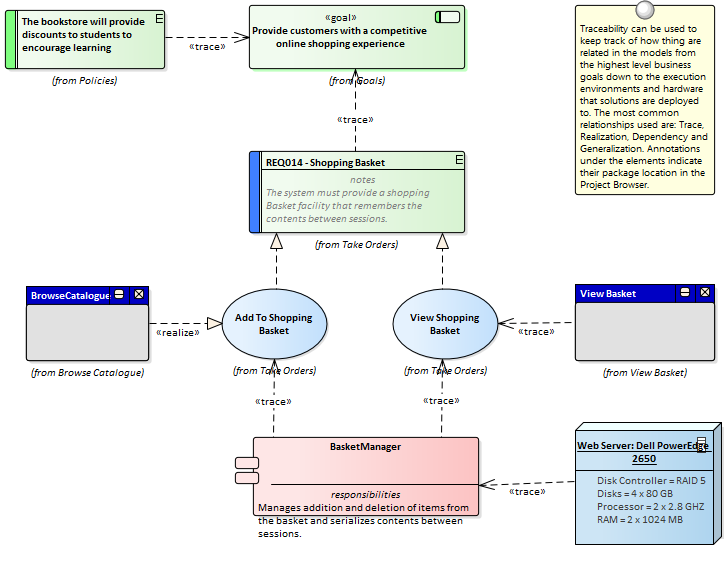 The bookstore will provide
discounts to students to
encourage learning
(from Policies)
«trace»
«goal»
Provide customers with a competitive
online shopping experience
(from Goals)
Traceability can be used to
keep track of how thing are
related in the models from
the highest level business
goals down to the execution
environments and hardware
that solutions are deployed
to. The most common
relationships used are: Trace,
Realization, Dependency and
Generalization. Annotations
under the elements indicate
their package location in the
Project Browser.
«trace»
REQ014 - Shopping Basket
notes
The system must provide a shopping
Basket facility that remembers the
contents between sessions.
(from Take Orders)
BrowseCatalogue
(from Browse Catalogue)
«realize»
Add To Shopping
Basket
(from Take Orders)
View Shopping
Basket
(from Take Orders)
«trace»
View Basket
(from View Basket)
«trace»
«trace»
BasketManager
responsibilities
Manages addition and deletion of items from
the basket and serializes contents between
sessions.
«trace»
Web Server: Dell PowerEdge
2650
Disk Controller = RAID 5
Disks = 4 x 80 GB
Processor = 2 x 2.8 GHZ
RAM = 2 x 1024 MB